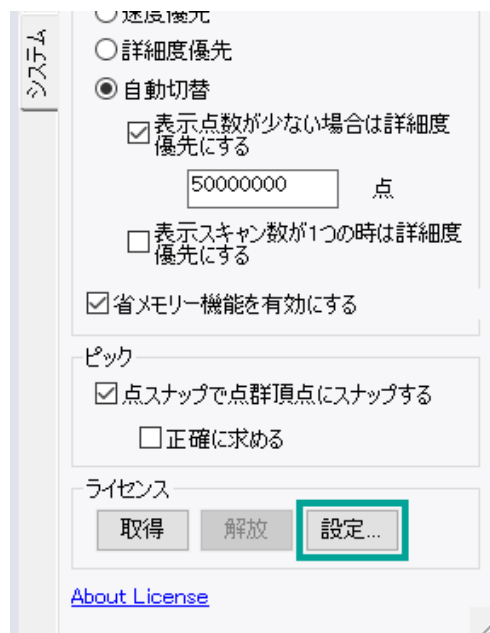 速度優先
システム
詳細度優先
自動切替
表示点数が少ない場合は詳細度
優先にする
50000000 点
表示スキャン数が1つの時は詳細度
優先にする
省メモリー機能を有効にする
ピック
点スナップで点群頂点にスナップする
正確に求める
ライセンス
取得 解放 設定...
About License